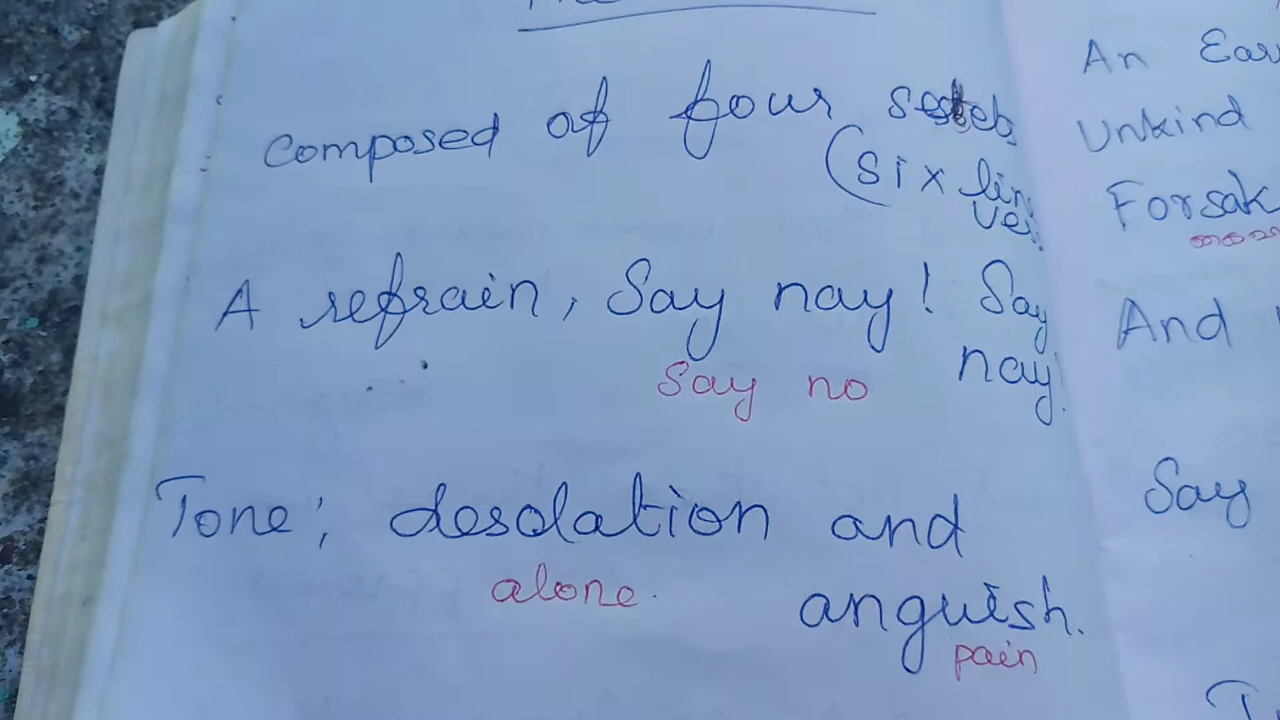 composed of four
(six
A refrain, Say nay! Say
nay.
Say no
Tone; desolation and
alone.
anguish.
pain
An
Unkind
And
Say